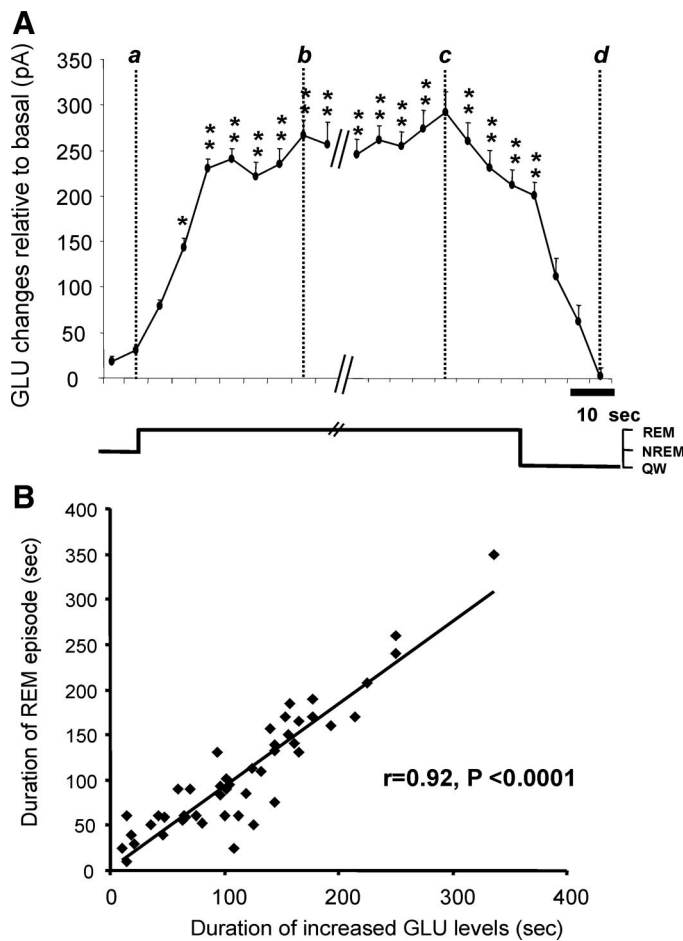 A
a b c d
GLU changes relative to basal (pA)
350
300
250
200
150
100
50
0
* ** ** ** ** ** ** ** ** ** ** ** ** ** **
10 sec
REM
NREM
QW
B
Duration of REM episode (sec)
400
350
300
250
200
150
100
50
0
r=0.92, P <0.0001
0 100 200 300 400
Duration of increased GLU levels (sec)